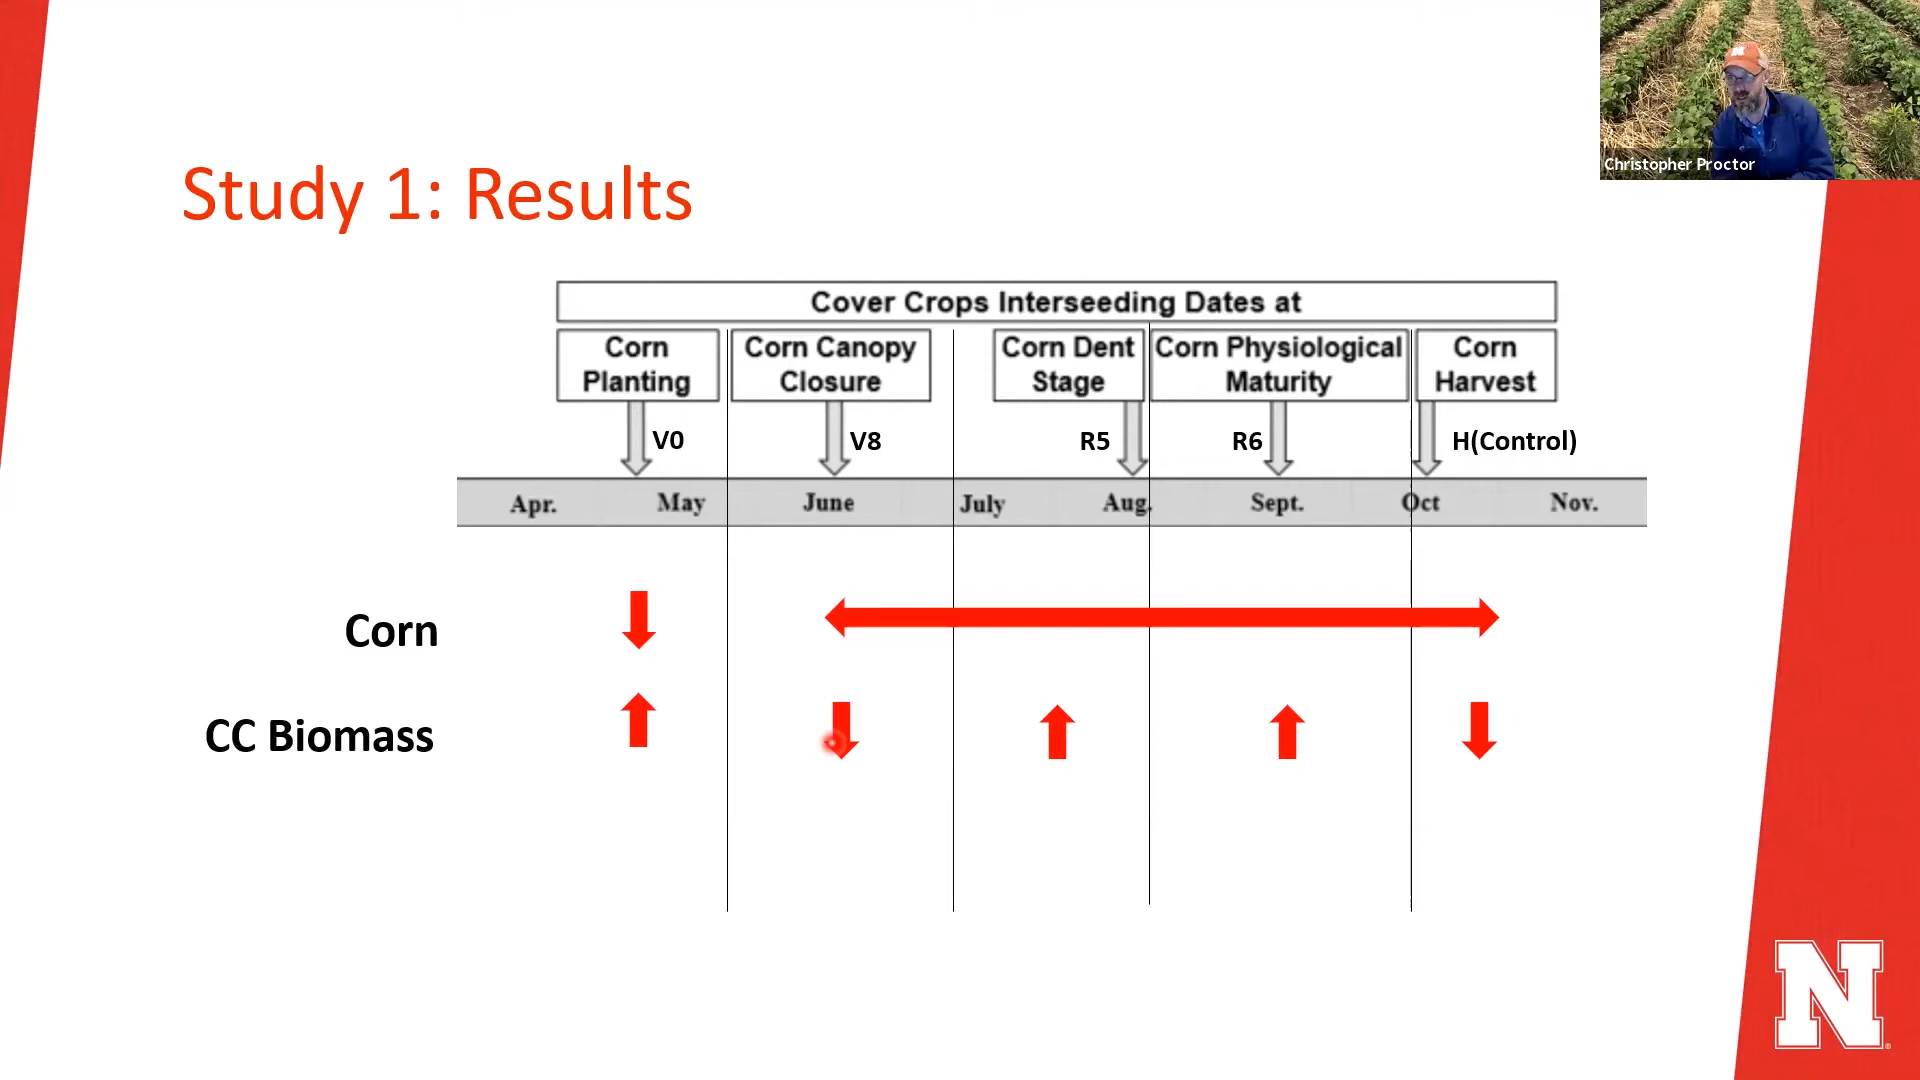 Christopher Proctor
Study 1: Results
Cover Crops Interseeding Dates at
Corn Planting
Corn Canopy Closure
Corn Dent Stage
Corn Physiological Maturity
Corn Harvest
V0
V8
R5
R6
H(Control)
Apr. May June July Aug. Sept. Oct Nov.
Corn
CC Biomass
N